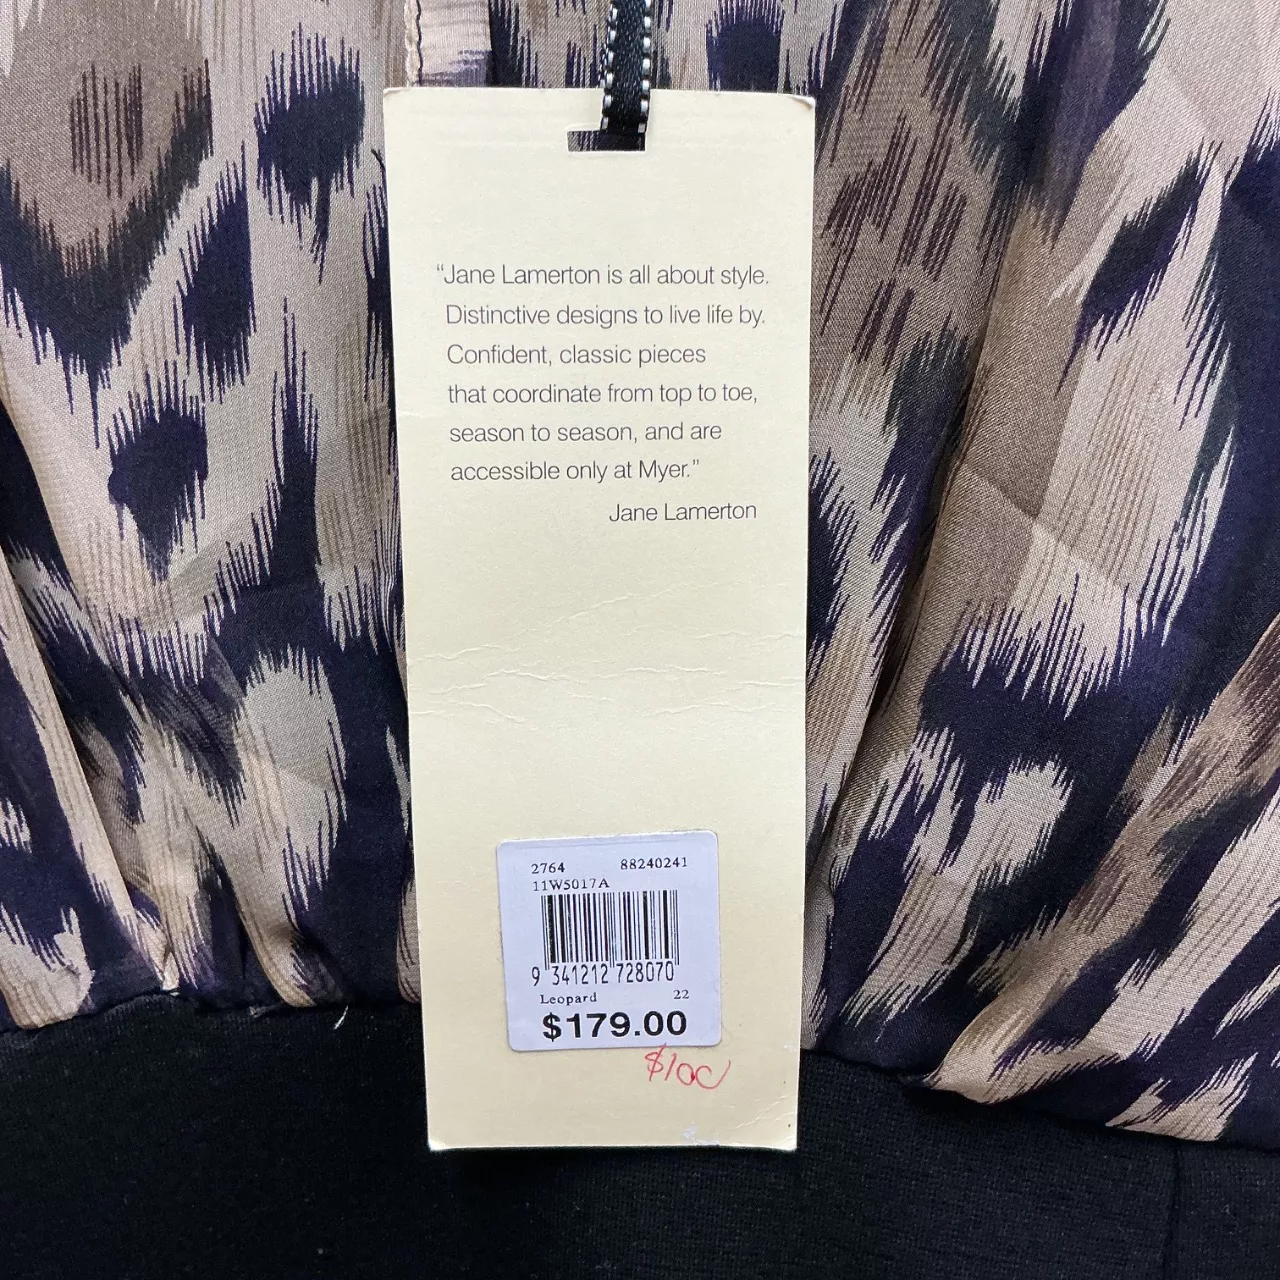 “Jane Lamerton is all about style.
Distinctive designs to live life by.
Confident, classic pieces
that coordinate from top to toe,
season to season, and are
accessible only at Myer.”
Jane Lamerton
2764 88240241
11W5017A
9 341212 728070
Leopard 22
$179.00
$100